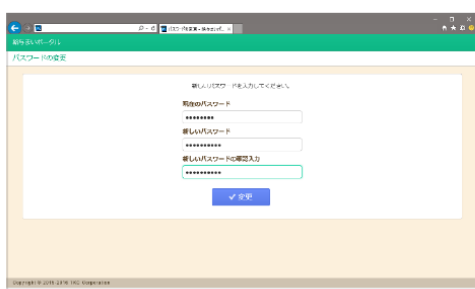 パスワードの変更
新しいパスワードを入力してください。
現在のパスワード
••••••••
新しいパスワード
••••••••••
新しいパスワードの確認入力
••••••••••
✓ 変更